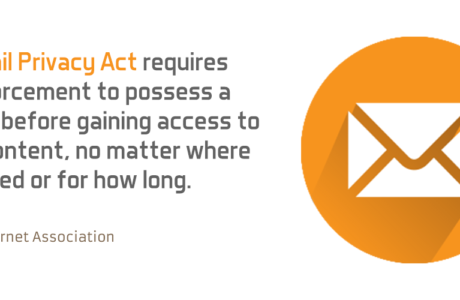 il Privacy Act requires
orcement to possess a
before gaining access to
ontent, no matter where
ed or for how long.
rnet Association